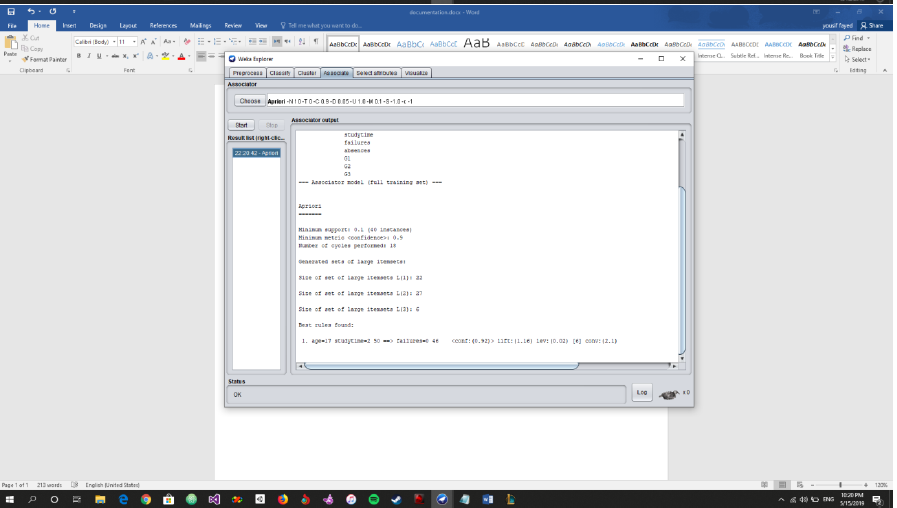 documentation.docx - Word
File Home Insert Design Layout References Mailings Review View Tell me what you want to do...
yousif fayed Share
Cut
Copy
Paste
Format Painter
Calibri (Body) 11
AaBbCcDc AaBbCcDc AaBbCc AaBbCcC AaB AaBbCcC AaBbCcDc AaBbCcDc AaBbCcDc AaBbCcDc AaBbCcDc AaBbCcDc AaBbCcDc AaBbCcDc AaBbCcDc
Intense Q... Subtle Ref... Intense Re... Book Title
Find
Replace
Select
Clipboard Font Editing
Weka Explorer
Preprocess Classify Cluster Associate Select attributes Visualize
Associator
Choose Apriori -N 10 -T 0 -C 0.9 -D 0.05 -U 1.0 -M 0.1 -S -1.0 -c -1
Start Stop
Associator output
Result list (right-clic...
22:20:42 - Apriori
studytime
failures
absences
G1
G2
G3
=== Associator model (full training set) ===
Apriori
=======
Minimum support: 0.1 (40 instances)
Minimum metric <confidence>: 0.9
Number of cycles performed: 18
Generated sets of large itemsets:
Size of set of large itemsets L(1): 22
Size of set of large itemsets L(2): 27
Size of set of large itemsets L(3): 6
Best rules found:
1. age=17 studytime=2 50 ==> failures=0 46 <conf:(0.92)> lift:(1.16) lev:(0.02) [6] conv:(2.1)
Status
OK
Log
x 0
Page 1 of 1 213 words English (United States)
120%
ENG
10:20 PM
5/15/2019